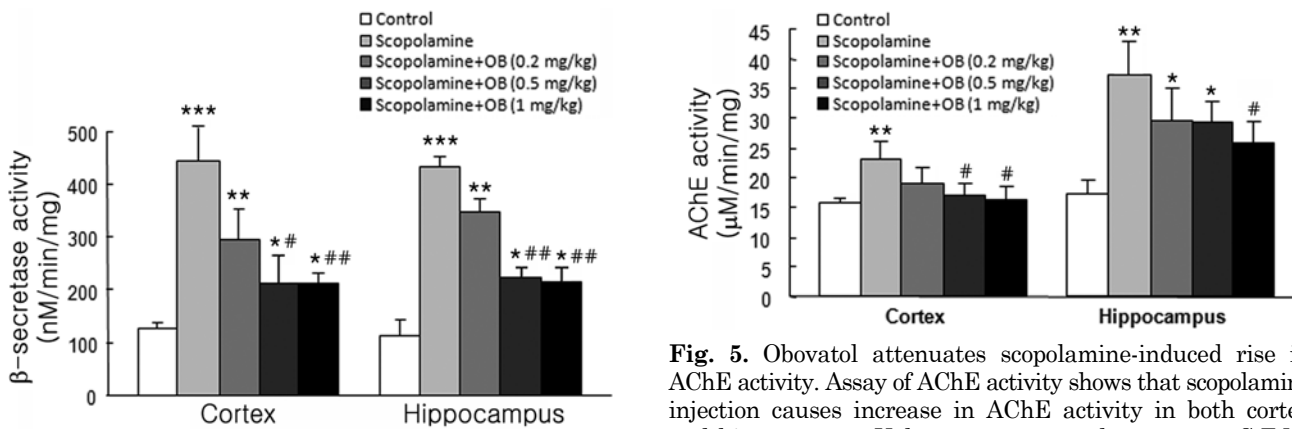 Control
Scopolamine
Scopolamine+OB (0.2 mg/kg)
Scopolamine+OB (0.5 mg/kg)
Scopolamine+OB (1 mg/kg)
β-secretase activity
(nM/min/mg)
500
400
300
200
100
0
***
**
*#
*##
***
**
*##
*##
Cortex
Hippocampus
Control
Scopolamine
Scopolamine+OB (0.2 mg/kg)
Scopolamine+OB (0.5 mg/kg)
Scopolamine+OB (1 mg/kg)
AChE activity
(μM/min/mg)
45
40
35
30
25
20
15
10
5
0
**
#
#
**
*
*
#
Cortex
Hippocampus
Fig. 5. Obovatol attenuates scopolamine-induced rise i
AChE activity. Assay of AChE activity shows that scopolamin
injection causes increase in AChE activity in both corte